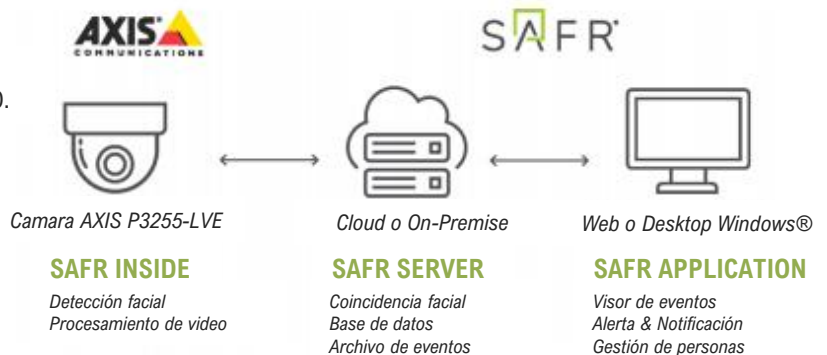 AXIS
COMMUNICATIONS
SAFR
).
Camara AXIS P3255-LVE
Cloud o On-Premise
Web o Desktop Windows®
SAFR INSIDE
SAFR SERVER
SAFR APPLICATION
Detección facial
Procesamiento de video
Coincidencia facial
Base de datos
Archivo de eventos
Visor de eventos
Alerta & Notificación
Gestión de personas